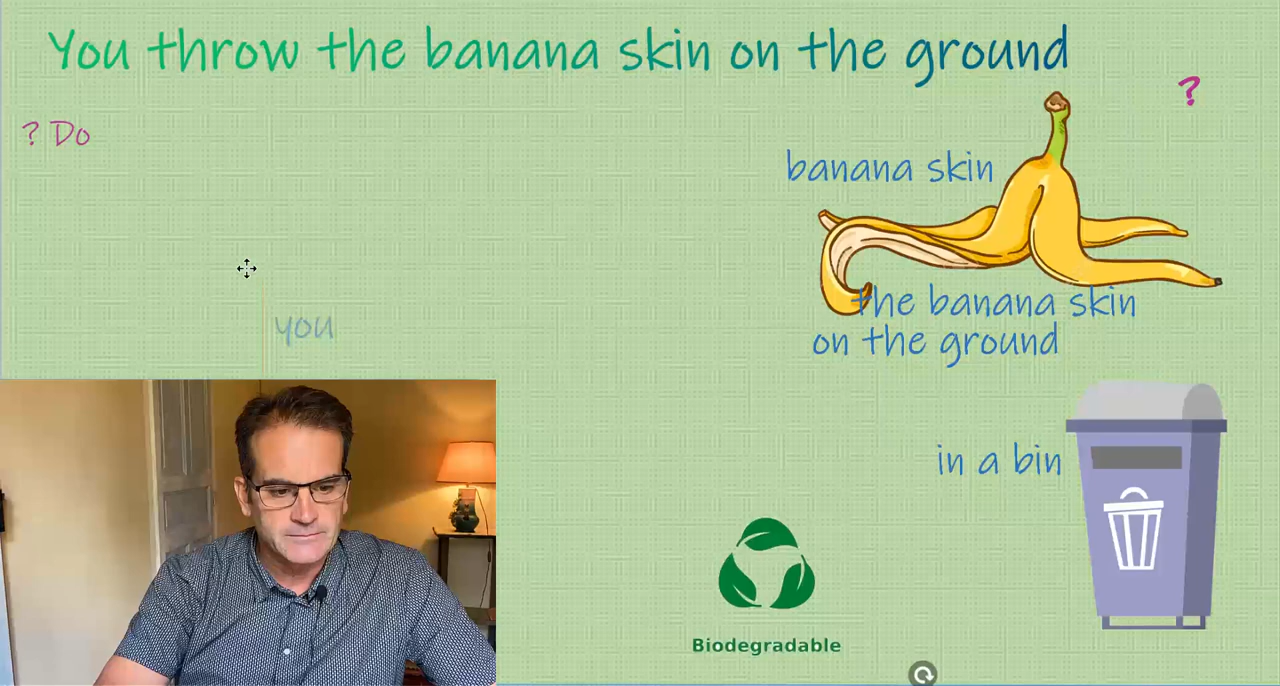 You throw the banana skin on the ground
?
? Do
banana skin
the banana skin
on the ground
you
in a bin
Biodegradable